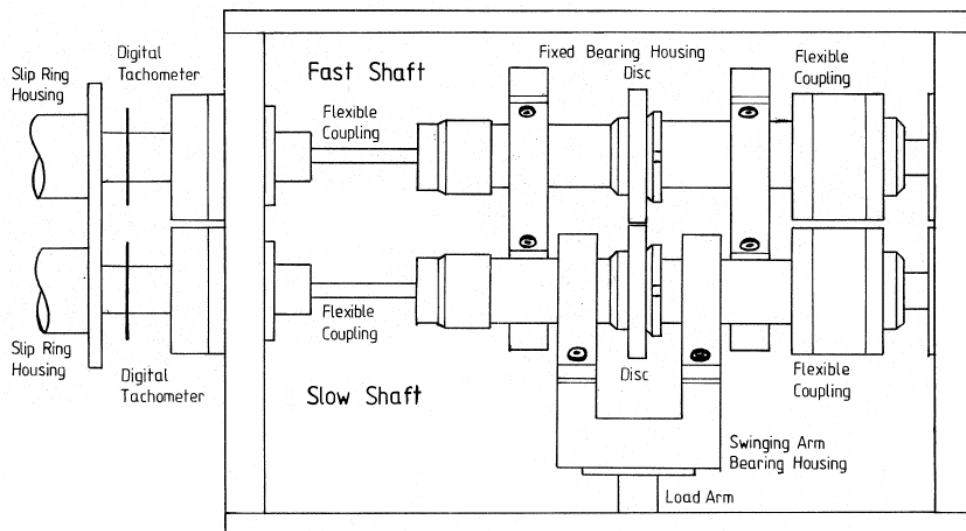 Slip Ring
Housing
Digital
Tachometer
Fast Shaft
Flexible
Coupling
Fixed Bearing Housing
Disc
Flexible
Coupling
Flexible
Coupling
Slip Ring
Housing
Digital
Tachometer
Slow Shaft
Disc
Flexible
Coupling
Swinging Arm
Bearing Housing
Load Arm